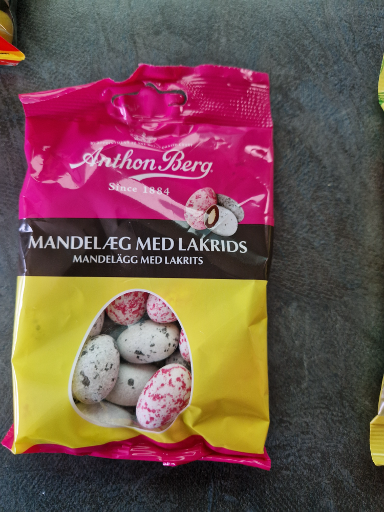 Anthon Berg
Since 1884
MANDELÆG MED LAKRIDS
MANDELÄGG MED LAKRITS